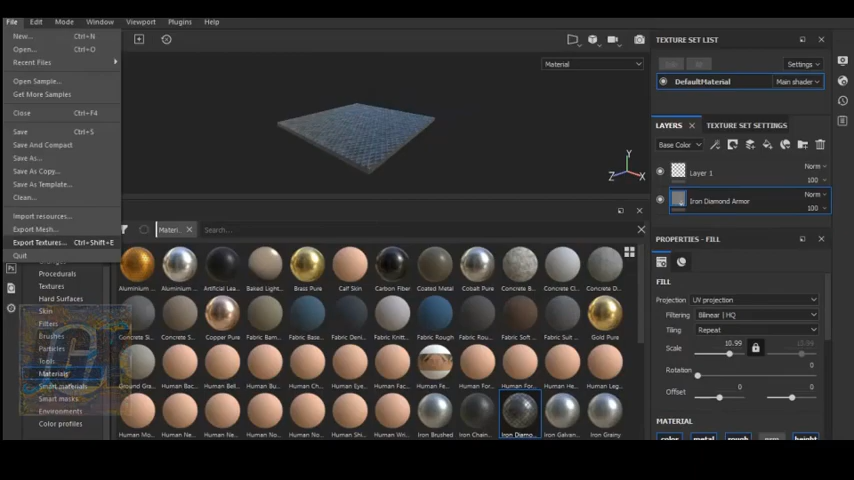 File Edit Mode Window Viewport Plugins Help
New... Ctrl+N
Open... Ctrl+O
Recent Files
Open Sample...
Get More Samples
Close Ctrl+F4
Save Ctrl+S
Save And Compact
Save As...
Save As Copy...
Save As Template...
Clean...
Import resources...
Export Mesh...
Export Textures... Ctrl+Shift+E
Quit
Procedurals
Textures
Hard Surfaces
Skin
Filters
Brushes
Particles
Tools
Materials
Smart materials
Smart masks
Environments
Color profiles
Material
Y
Z X
Materi...
Search...
Aluminium ... Aluminium ... Artificial Lea... Baked Light... Brass Pure Calf Skin Carbon Fiber Coated Metal Cobalt Pure Concrete B... Concrete D...
Concrete Si... Concrete S... Copper Pure Fabric Bam... Fabric Base... Fabric Deni... Fabric Knitt... Fabric Rough Fabric Rou... Fabric Soft ... Fabric Suit ... Gold Pure
Ground Gra... Human Bac... Human Bell... Human Bu... Human Ch... Human Eye... Human Fac... Human Fe... Human For... Human For... Human He... Human Leg...
Human Mo... Human Ne... Human Ne... Human No... Human No... Human Shi... Human Wri... Iron Brushed Iron Chain... Iron Diamo... Iron Galvan... Iron Grainy
TEXTURE SET LIST
Settings
DefaultMaterial Main shader
LAYERS TEXTURE SET SETTINGS
Base Color
Layer 1 Norm
100
Iron Diamond Armor Norm
100
PROPERTIES - FILL
FILL
Projection UV projection
Filtering Bilinear | HQ
Tiling Repeat
Scale 10.99
Rotation 0
Offset 0 0
MATERIAL
color metal rough nrm height